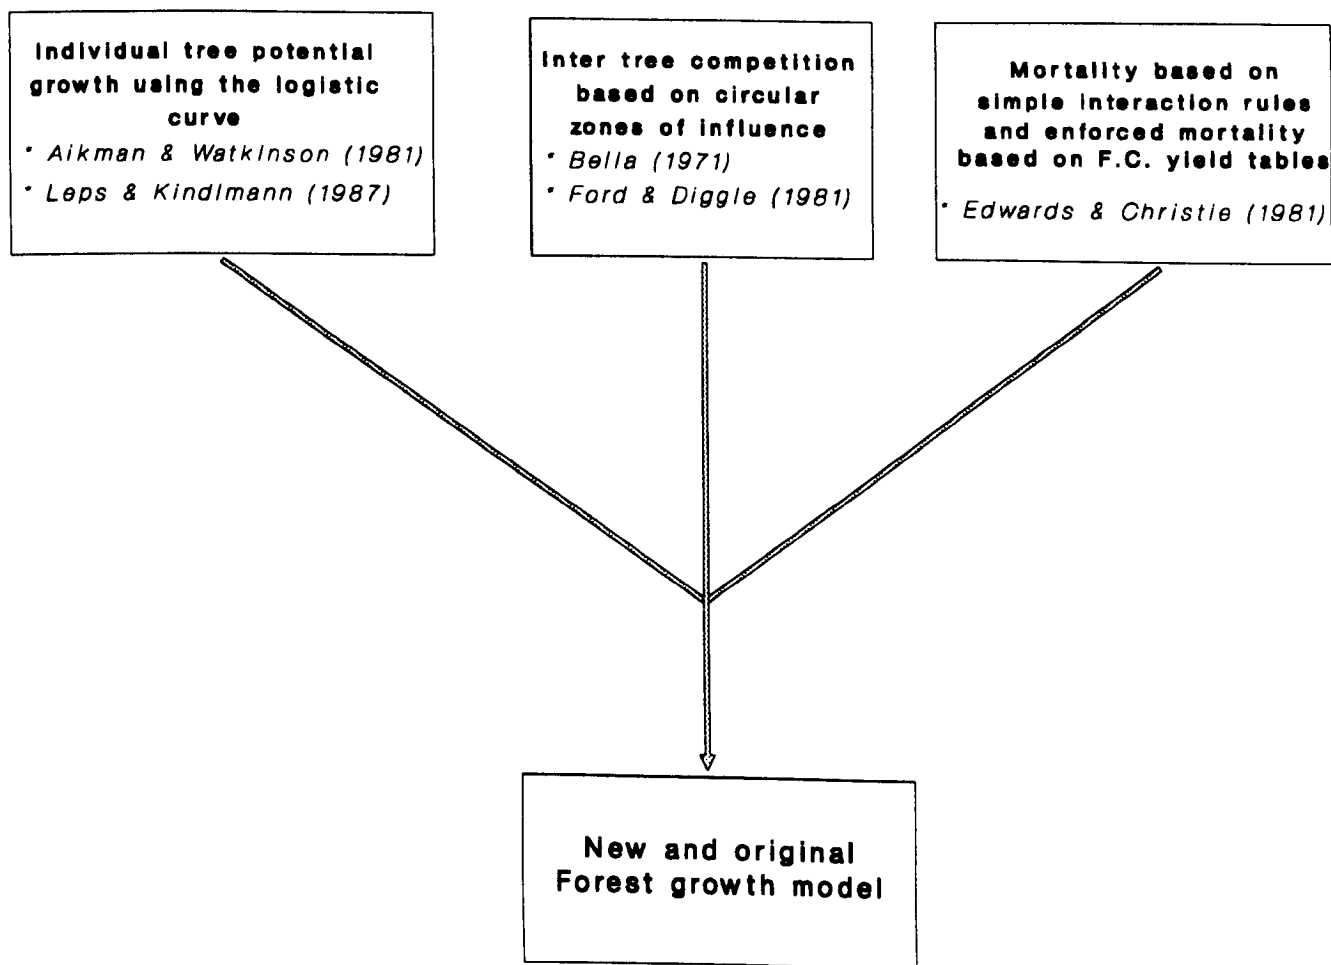 Individual tree potential
growth using the logistic
curve
* Aikman & Watkinson (1981)
* Leps & Kindlmann (1987)
Inter tree competition
based on circular
zones of influence
* Bella (1971)
* Ford & Diggle (1981)
Mortality based on
simple interaction rules
and enforced mortality
based on F.C. yield tables
* Edwards & Christie (1981)
New and original
Forest growth model